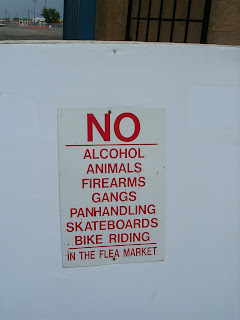 NO
ALCOHOL
ANIMALS
FIREARMS
GANGS
PANHANDLING
SKATEBOARDS
BIKE RIDING
IN THE FLEA MARKET